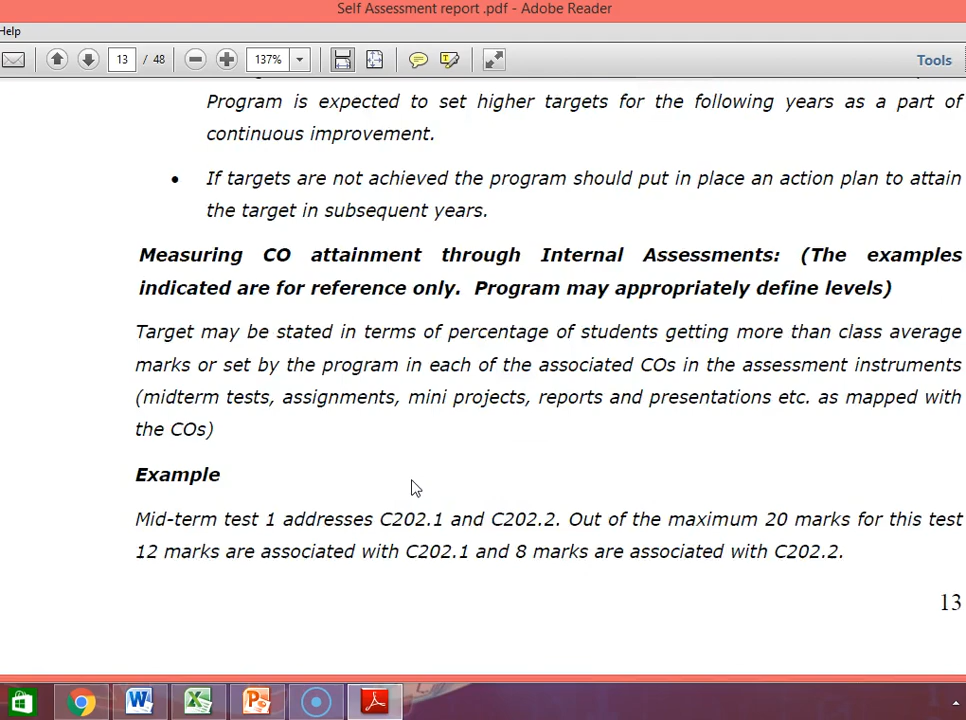 Self Assessment report .pdf - Adobe Reader
Help
13 / 48 137% Tools
Program is expected to set higher targets for the following years as a part of
continuous improvement.
• If targets are not achieved the program should put in place an action plan to attain
the target in subsequent years.
Measuring CO attainment through Internal Assessments: (The examples
indicated are for reference only. Program may appropriately define levels)
Target may be stated in terms of percentage of students getting more than class average
marks or set by the program in each of the associated COs in the assessment instruments
(midterm tests, assignments, mini projects, reports and presentations etc. as mapped with
the COs)
Example
Mid-term test 1 addresses C202.1 and C202.2. Out of the maximum 20 marks for this test
12 marks are associated with C202.1 and 8 marks are associated with C202.2.
13